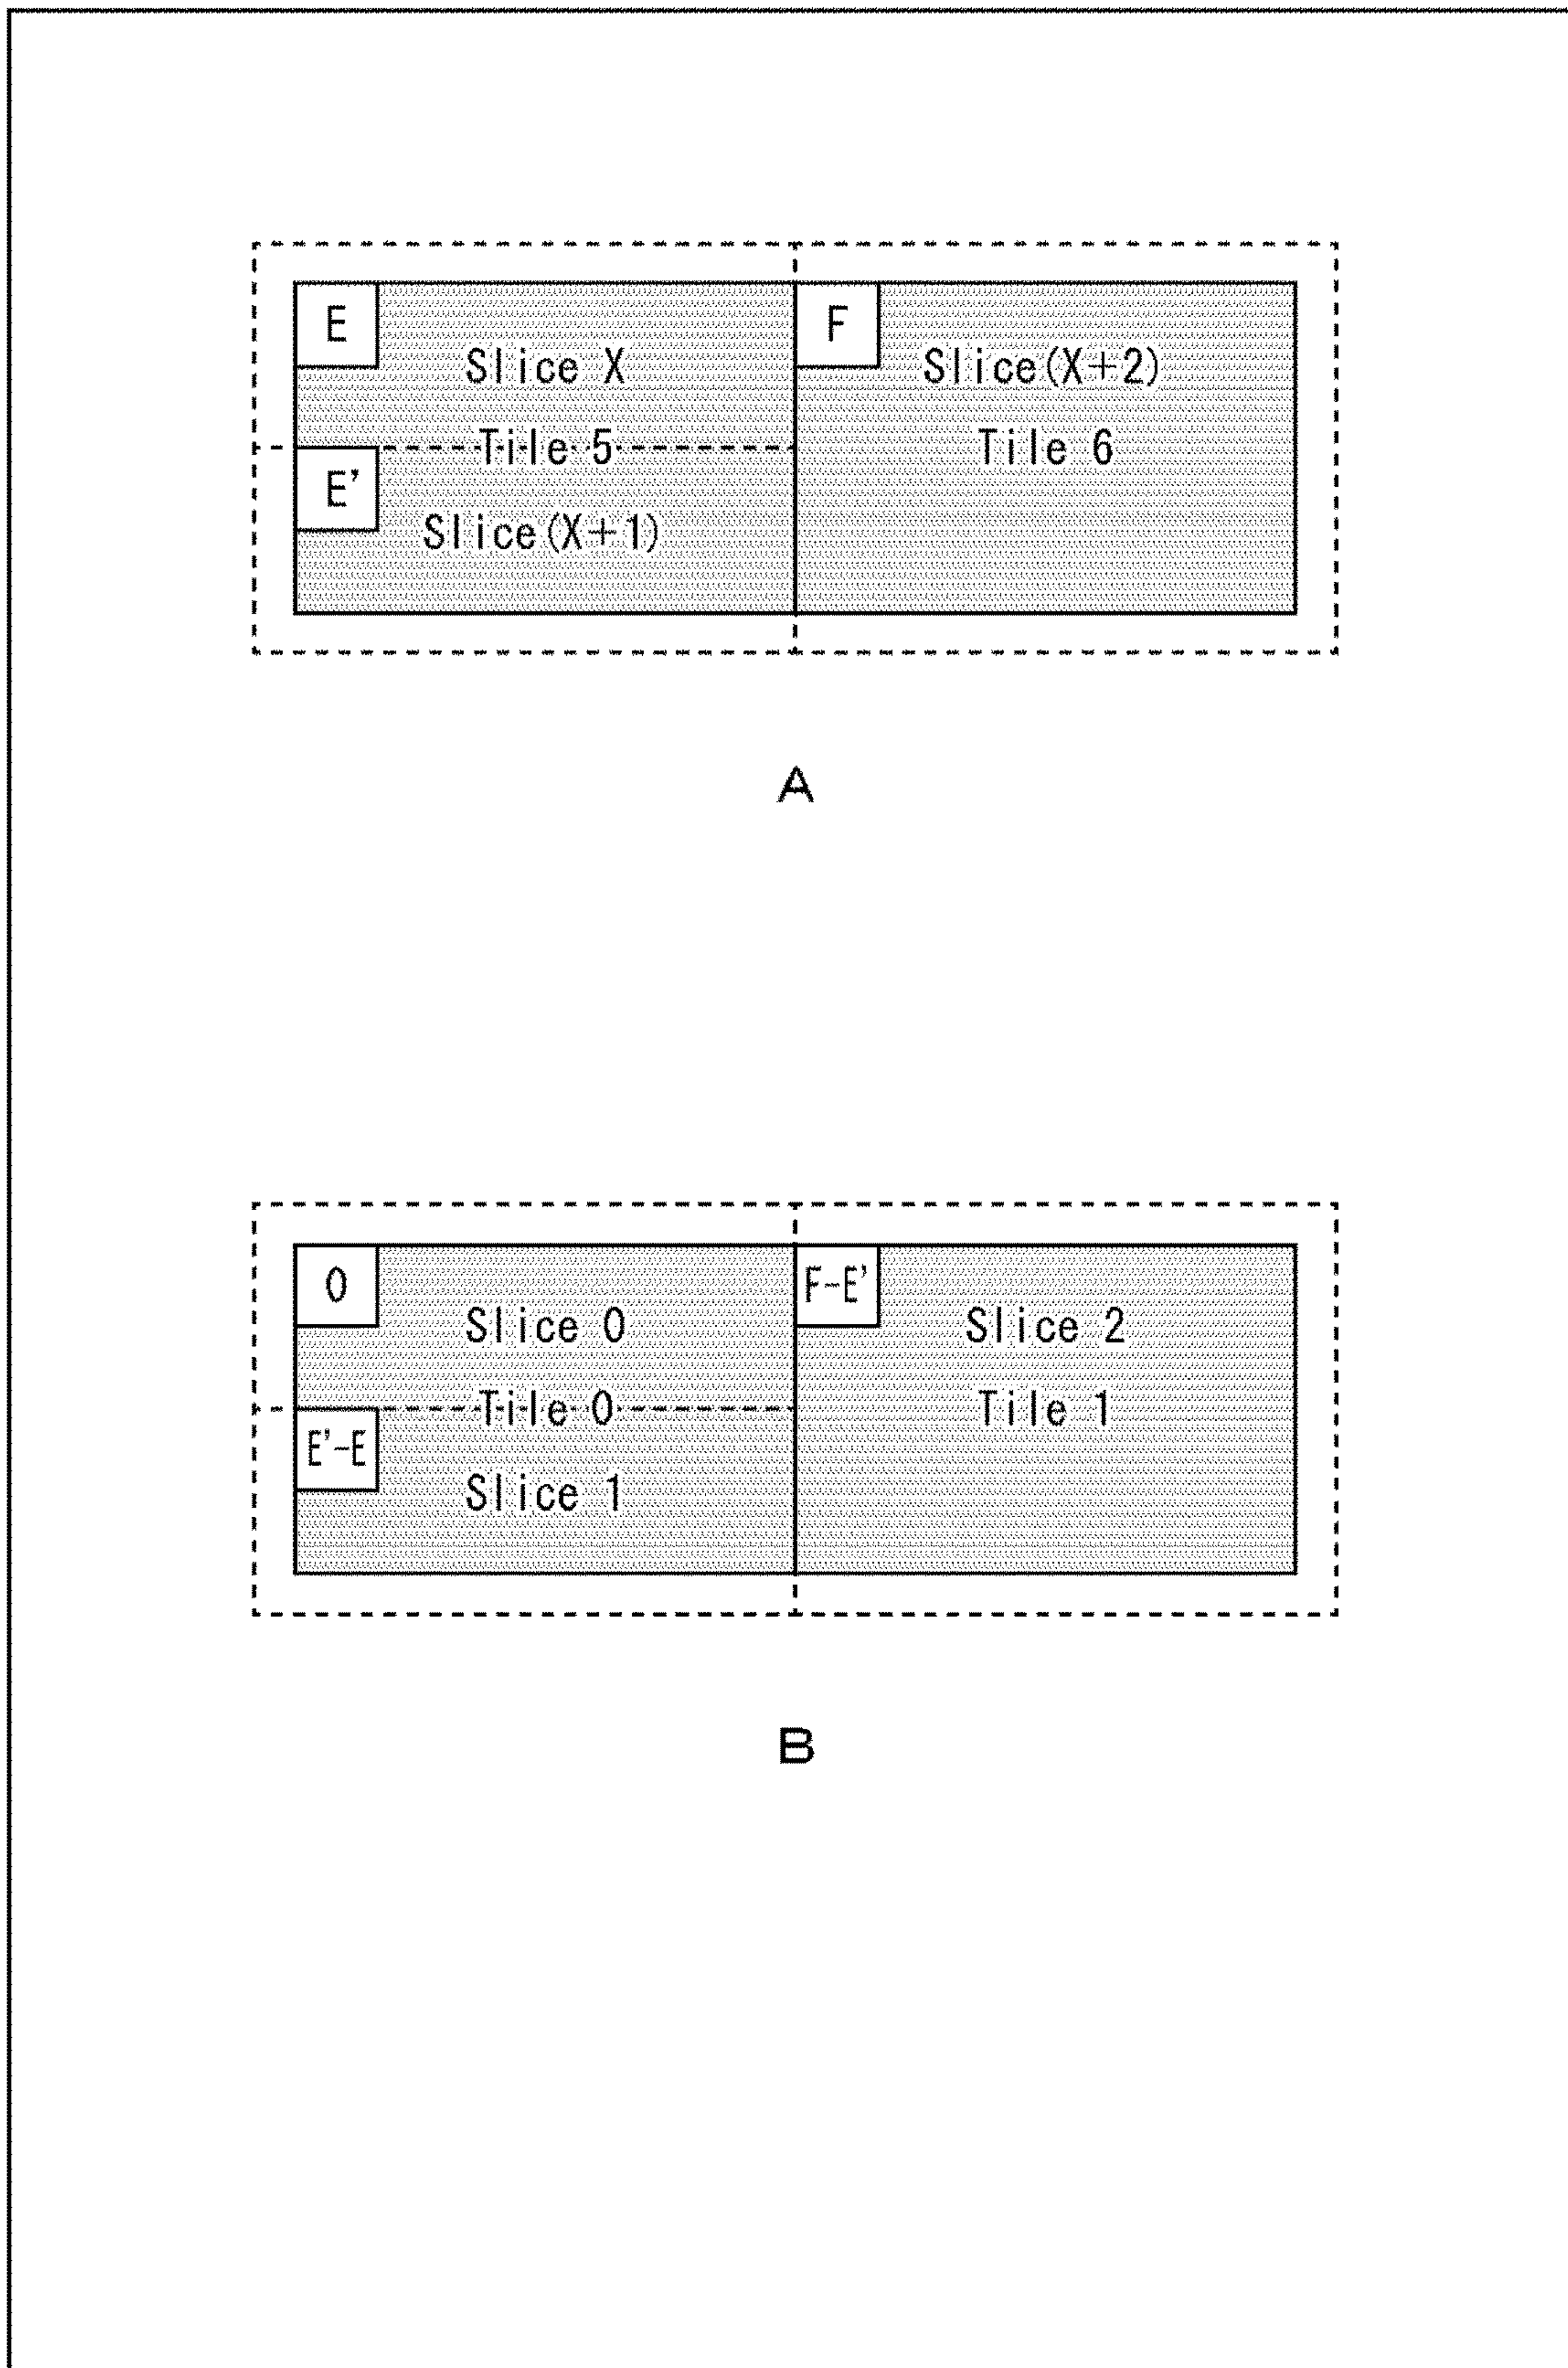 E
F
Slice X
Slice(X+2)
Tile 5
Tile 6
E'
Slice(X+1)
A
0
F-E'
Slice 0
Slice 2
Tile 0
Tile 1
E'-E
Slice 1
B